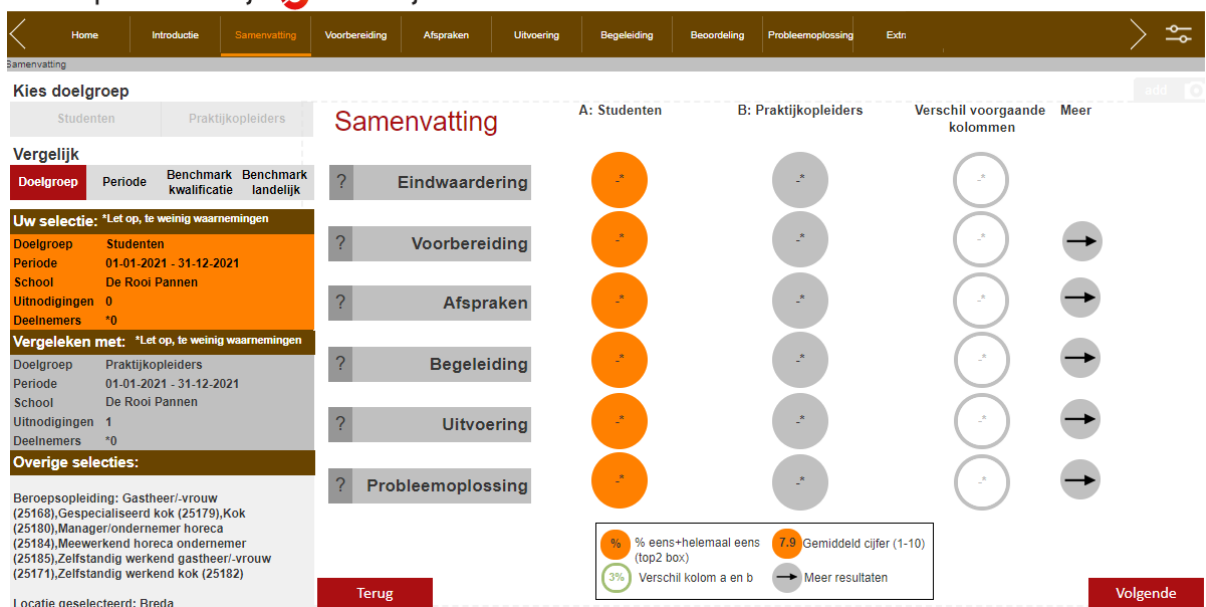 Home Introductie Samenvatting Voorbereiding Afspraken Uitvoering Begeleiding Beoordeling Probleemoplossing Extr
Samenvatting
Kies doelgroep
add
Studenten Praktijkopleiders
Vergelijk
Doelgroep Periode Benchmark kwalificatie Benchmark landelijk
Uw selectie: *Let op, te weinig waarnemingen
Doelgroep Studenten
Periode 01-01-2021 - 31-12-2021
School De Rooi Pannen
Uitnodigingen 0
Deelnemers *0
Vergeleken met: *Let op, te weinig waarnemingen
Doelgroep Praktijkopleiders
Periode 01-01-2021 - 31-12-2021
School De Rooi Pannen
Uitnodigingen 1
Deelnemers *0
Overige selecties:
Beroepsopleiding: Gastheer/-vrouw
(25168),Gespecialiseerd kok (25179),Kok
(25180),Manager/ondernemer horeca
(25184),Meewerkend horeca ondernemer
(25185),Zelfstandig werkend gastheer/-vrouw
(25171),Zelfstandig werkend kok (25182)
Locatie geselecteerd: Breda
Samenvatting
A: Studenten B: Praktijkopleiders Verschil voorgaande Meer
kolommen
? Eindwaardering -* -* -*
? Voorbereiding -* -* -*
? Afspraken -* -* -*
? Begeleiding -* -* -*
? Uitvoering -* -* -*
? Probleemoplossing -* -* -*
% % eens+helemaal eens 7.9 Gemiddeld cijfer (1-10)
(top2 box)
3% Verschil kolom a en b Meer resultaten
Terug Volgende